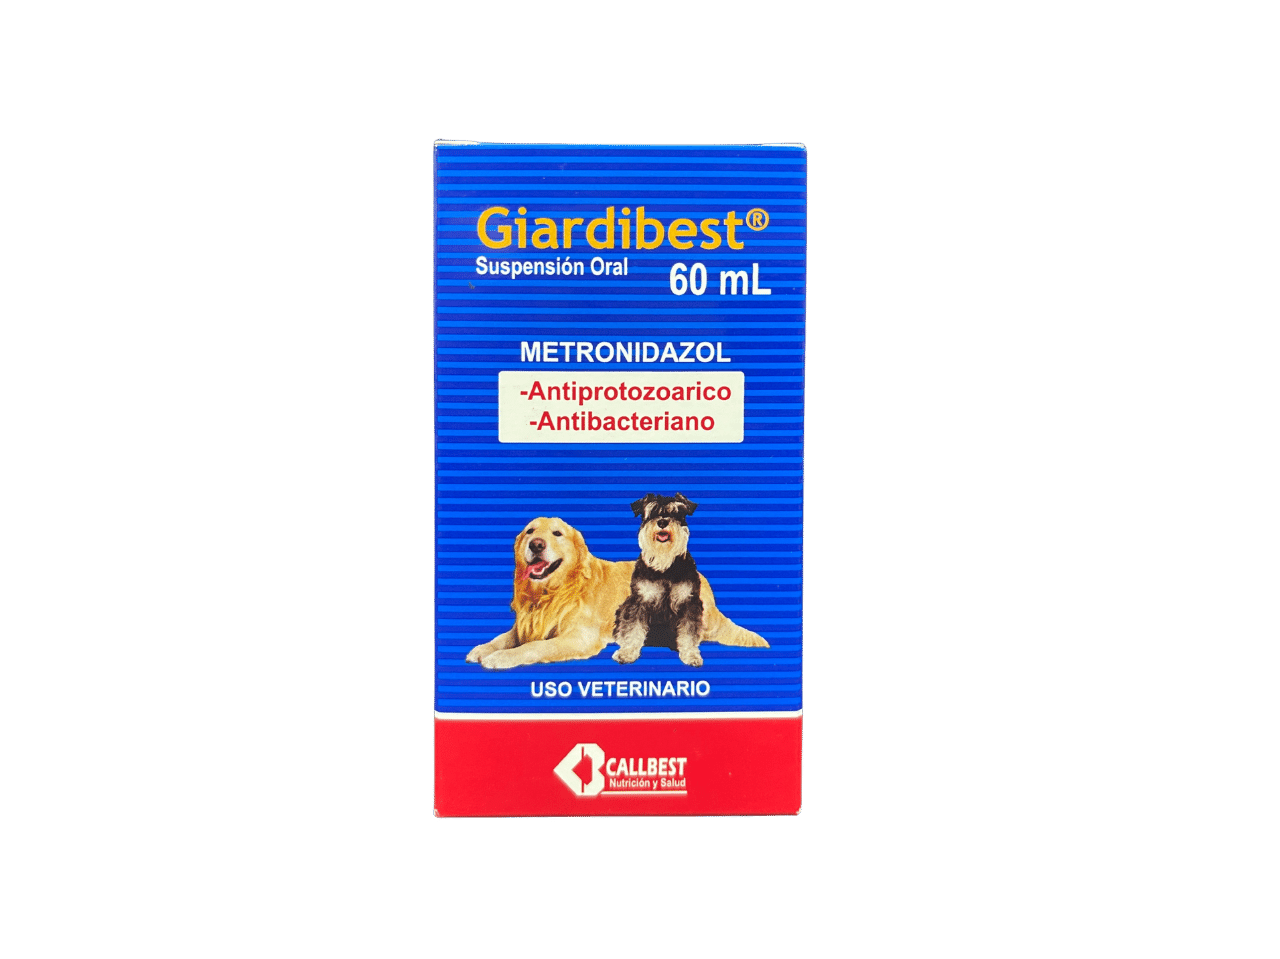 Giardibest®
Suspensión Oral
60 mL
METRONIDAZOL
-Antiprotozoarico
-Antibacteriano
USO VETERINARIO
CALLBEST
Nutrición y Salud